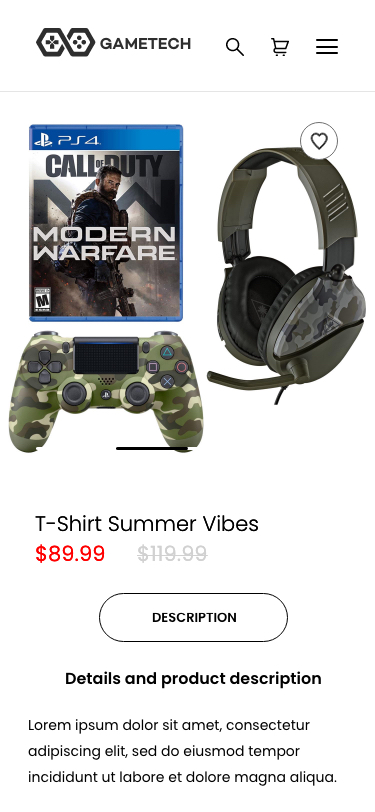 GAMETECH
PS4
CALL OF DUTY
MODERN
WARFARE
M
T-Shirt Summer Vibes
$89.99 $119.99
DESCRIPTION
Details and product description
Lorem ipsum dolor sit amet, consectetur
adipiscing elit, sed do eiusmod tempor
incididunt ut labore et dolore magna aliqua.